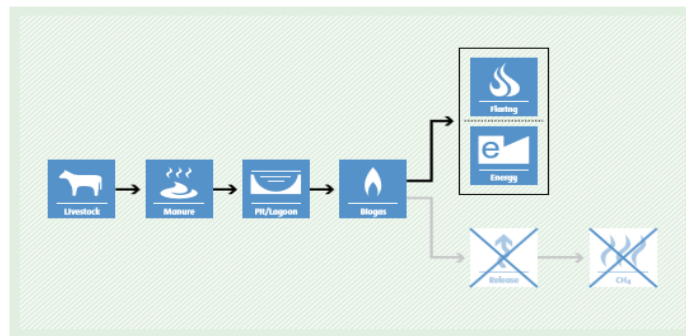 Flaring
e
Energy
Livestock
Manure
Pit/Lagoon
Biogas
Release
CH₄